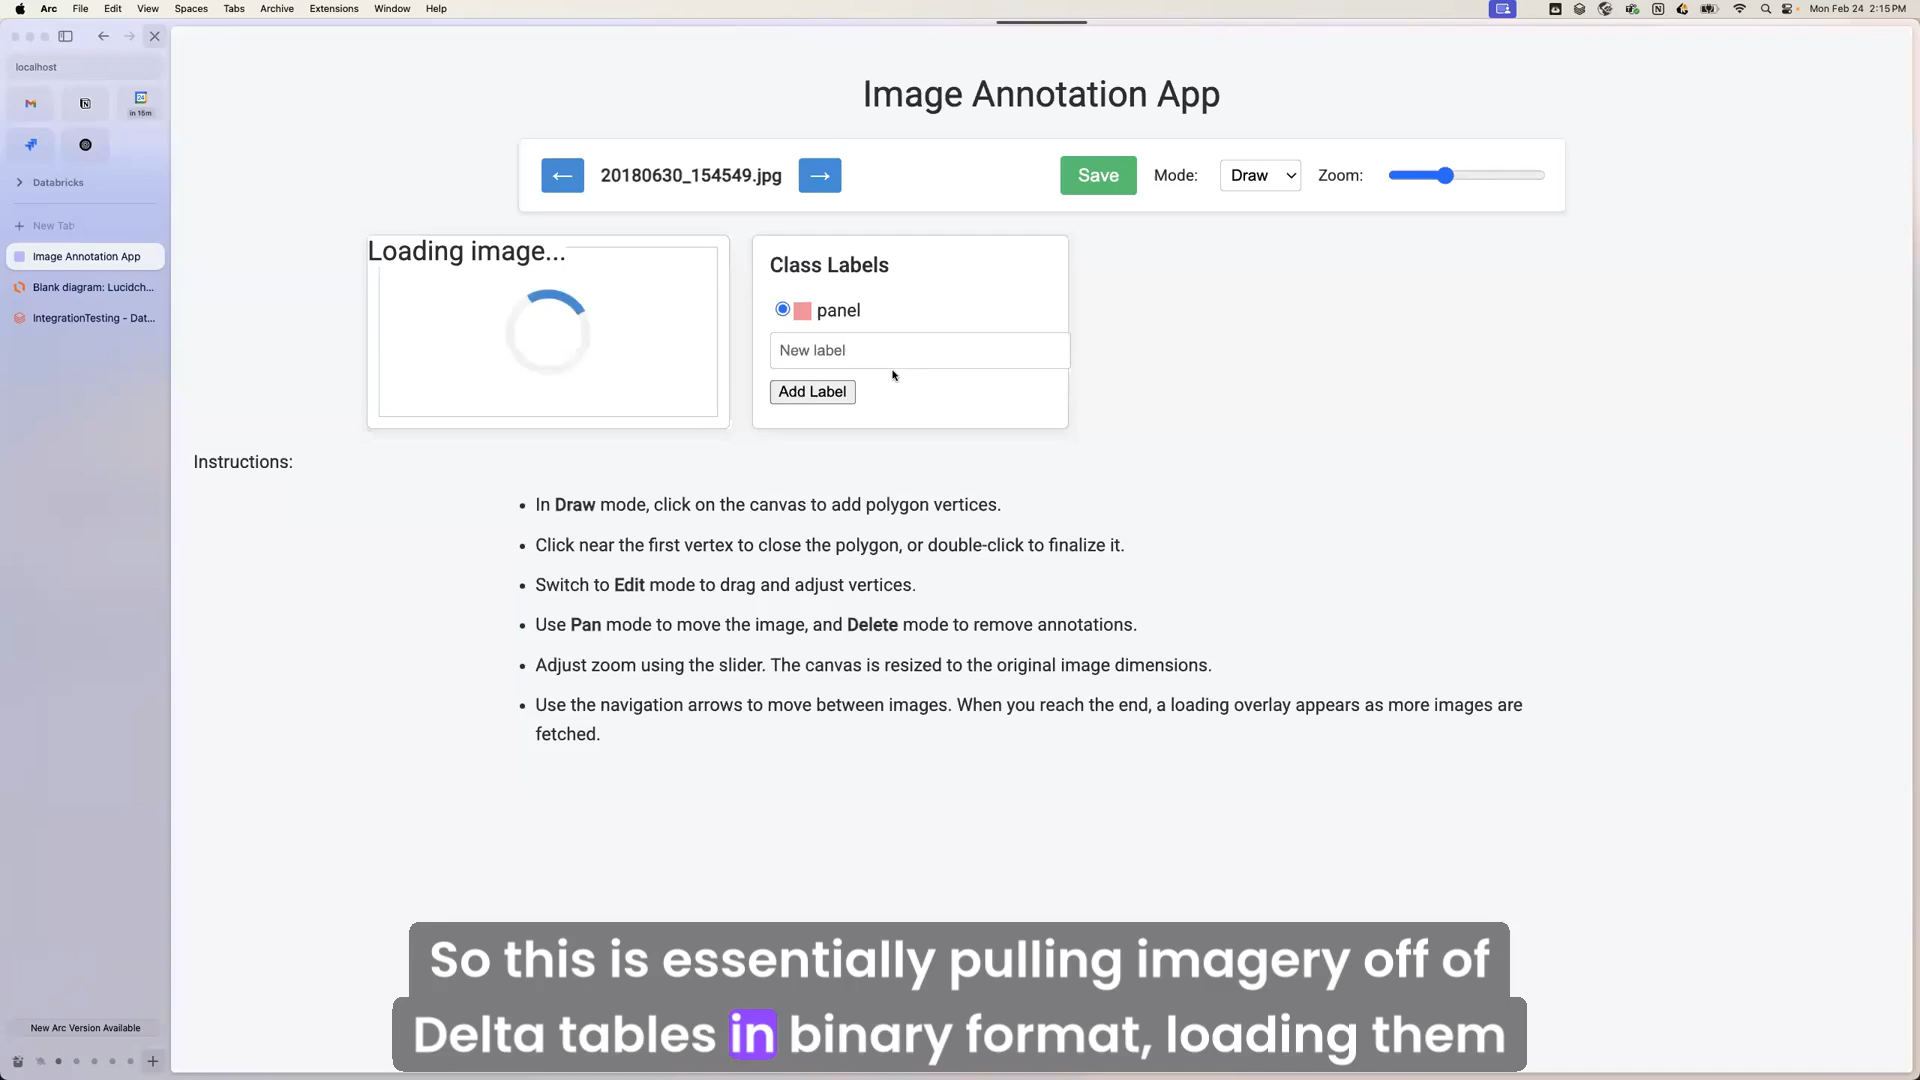 Arc File Edit View Spaces Tabs Archive Extensions Window Help
Mon Feb 24 2:15 PM
localhost
24
in 15m
Databricks
New Tab
Image Annotation App
Blank diagram: Lucidch...
IntegrationTesting - Dat...
New Arc Version Available
Image Annotation App
← 20180630_154549.jpg → Save Mode: Draw Zoom:
Loading image...
Class Labels
panel
New label
Add Label
Instructions:
• In Draw mode, click on the canvas to add polygon vertices.
• Click near the first vertex to close the polygon, or double-click to finalize it.
• Switch to Edit mode to drag and adjust vertices.
• Use Pan mode to move the image, and Delete mode to remove annotations.
• Adjust zoom using the slider. The canvas is resized to the original image dimensions.
• Use the navigation arrows to move between images. When you reach the end, a loading overlay appears as more images are
fetched.
So this is essentially pulling imagery off of
Delta tables in binary format, loading them